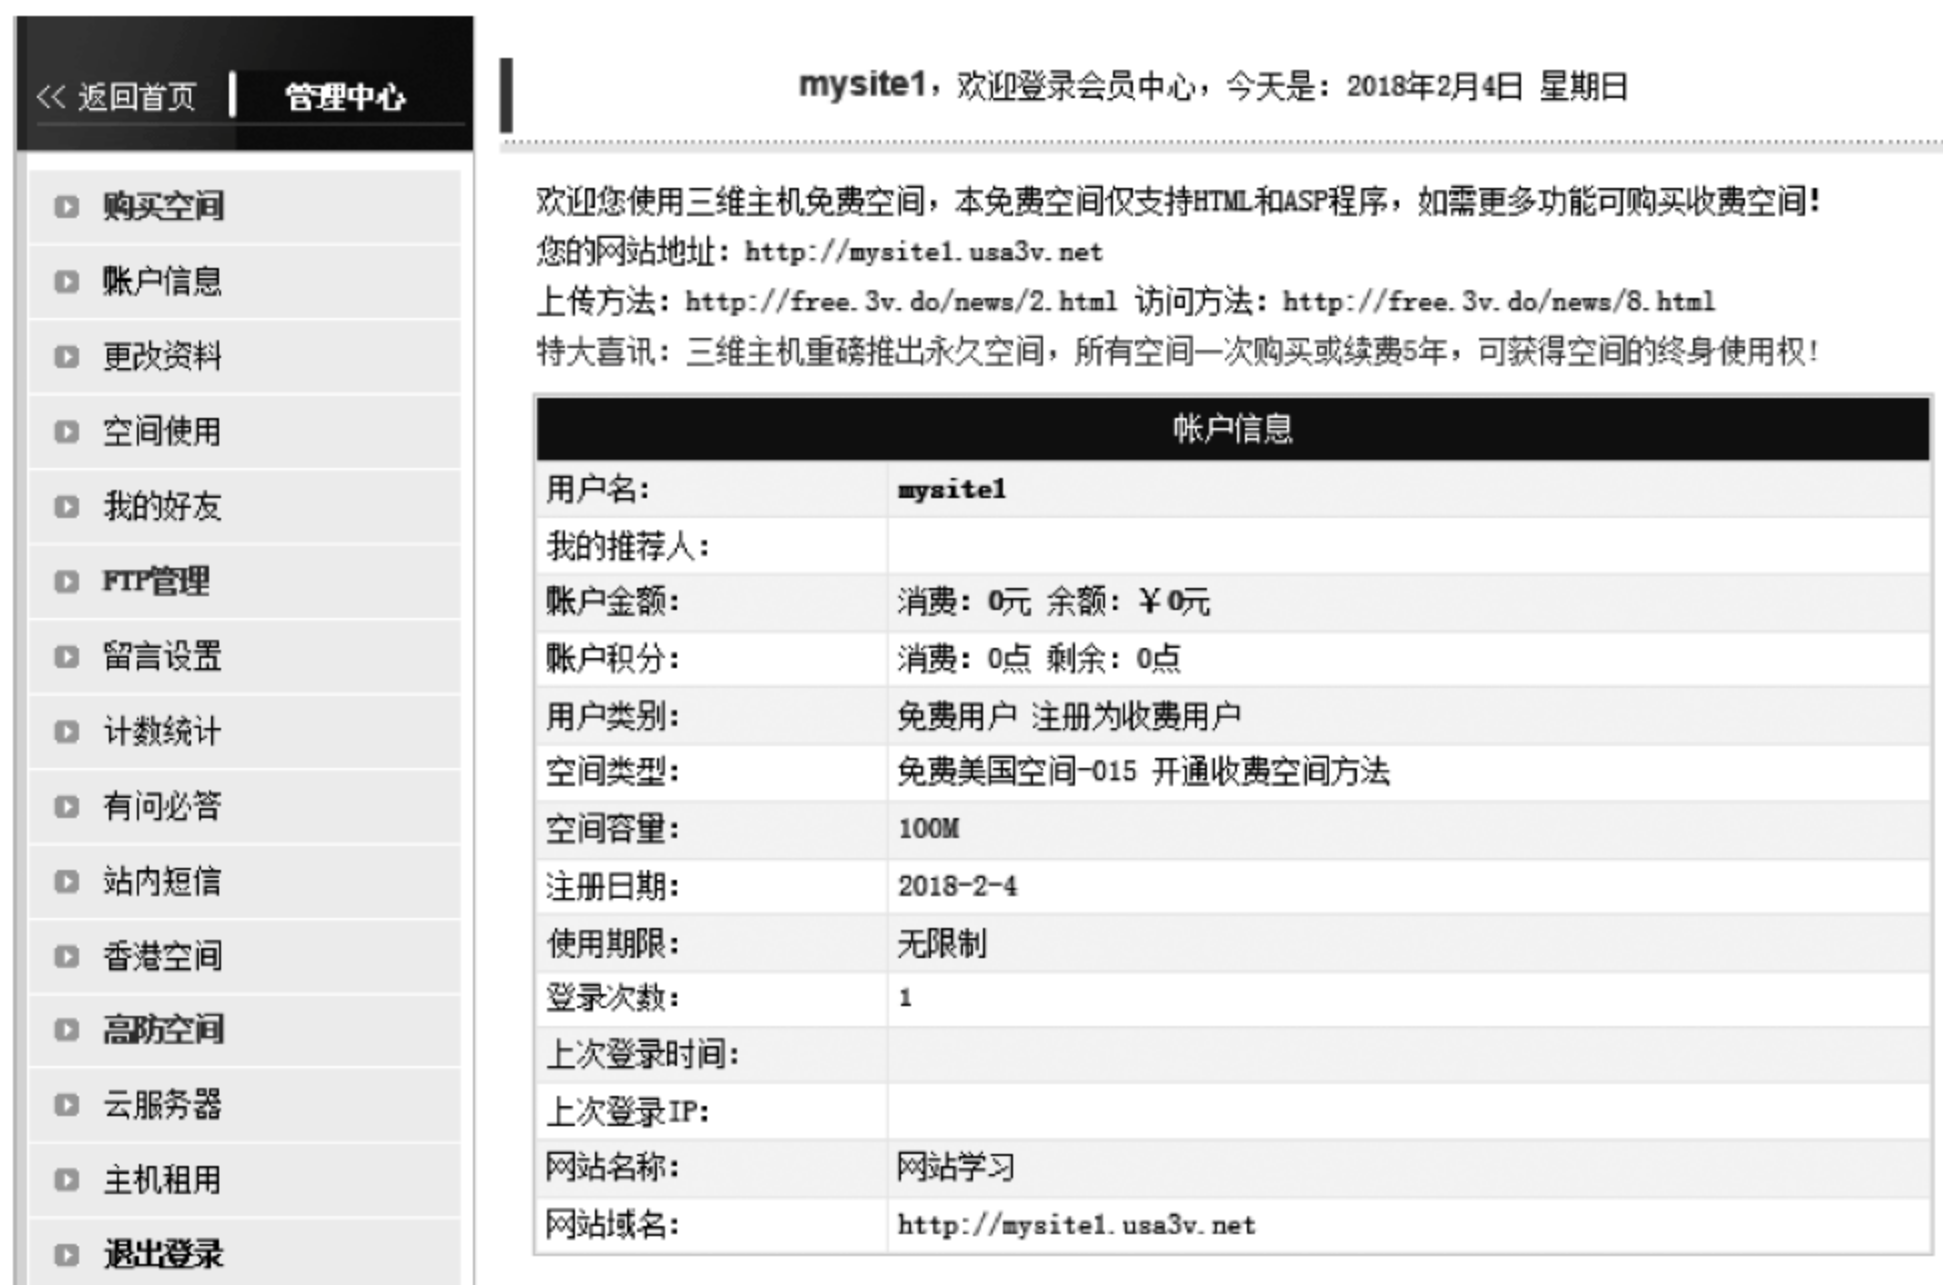 << 返回首页 管理中心
购买空间
账户信息
更改资料
空间使用
我的好友
FTP管理
留言设置
计数统计
有问必答
站内短信
香港空间
高防空间
云服务器
主机租用
退出登录
mysite1，欢迎登录会员中心，今天是：2018年2月4日 星期日
欢迎您使用三维主机免费空间，本免费空间仅支持HTML和ASP程序，如需更多功能可购买收费空间！
您的网站地址：http://mysite1.usa3v.net
上传方法：http://free.3v.do/news/2.html 访问方法：http://free.3v.do/news/8.html
特大喜讯：三维主机重磅推出永久空间，所有空间一次购买或续费5年，可获得空间的终身使用权！
帐户信息
用户名： mysite1
我的推荐人：
账户金额： 消费：0元 余额：￥0元
账户积分： 消费：0点 剩余：0点
用户类别： 免费用户 注册为收费用户
空间类型： 免费美国空间-015 开通收费空间方法
空间容量： 100M
注册日期： 2018-2-4
使用期限： 无限制
登录次数： 1
上次登录时间：
上次登录IP：
网站名称： 网站学习
网站域名： http://mysite1.usa3v.net